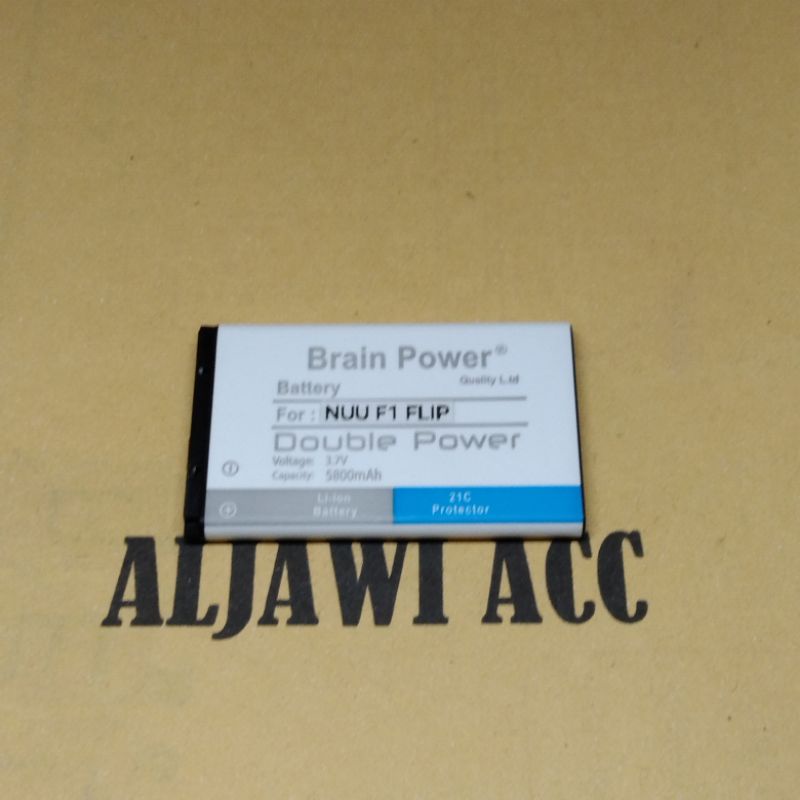 Brain Power®
Quality L.td
Battery
For : NUU F1 FLIP
Double Power
Voltage: 3.7V
Capacity: 5800mAh
Li-Ion
Battery
21C
Protector
ALJAWI ACC